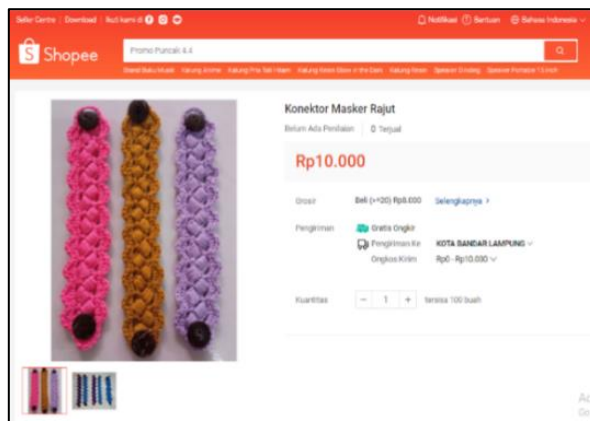 Seller Centre | Download | Ikuti kami di
Notifikasi Bantuan Bahasa Indonesia
Shopee
Promo Puncak 4.4
Konektor Masker Rajut
Belum Ada Penilaian | 0 Terjual
Rp10.000
Grosir Beli (>=20) Rp8.000 Selengkapnya >
Pengiriman Gratis Ongkir
Pengiriman Ke KOTA BANDAR LAMPUNG
Ongkos Kirim Rp0 - Rp10.000
Kuantitas - 1 + tersisa 100 buah